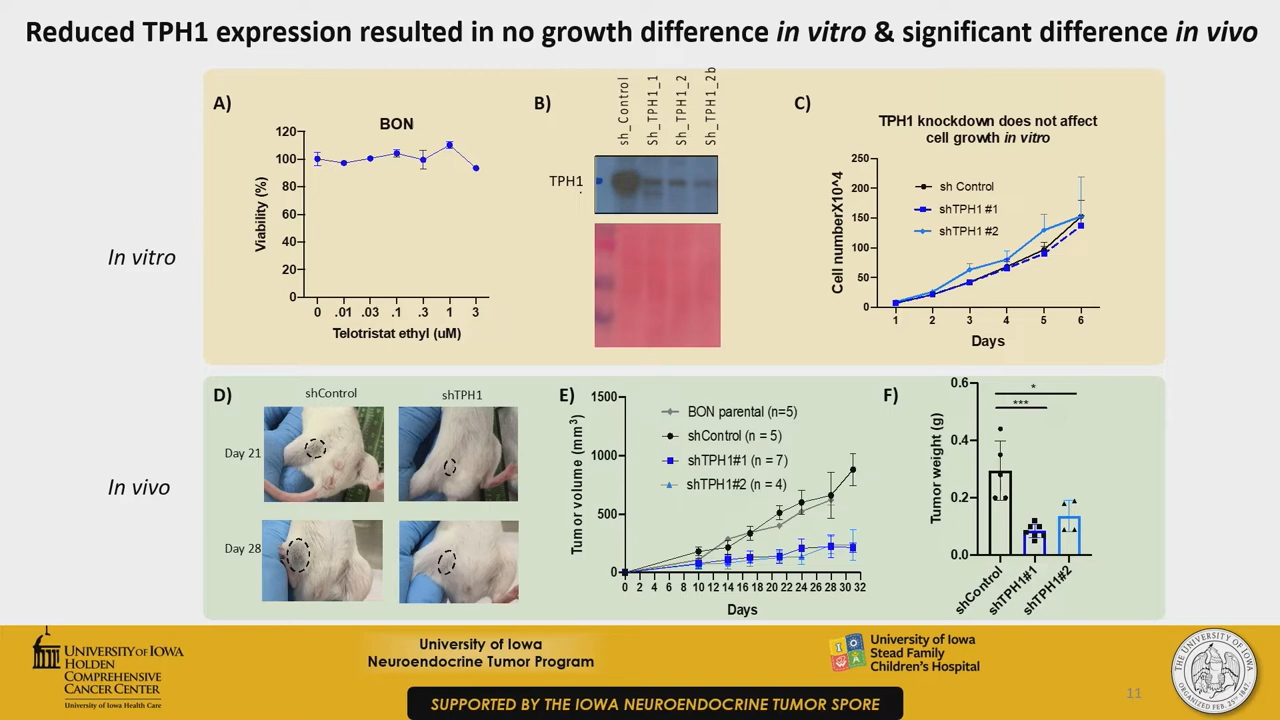 Reduced TPH1 expression resulted in no growth difference in vitro & significant difference in vivo
In vitro
A)
BON
Viability (%)
120
100
80
60
40
20
0
0 .01 .03 .1 .3 1 3
Telotristat ethyl (uM)
B)
sh_Control
Sh_TPH1_1
Sh_TPH1_2
Sh_TPH1_2b
TPH1
C)
TPH1 knockdown does not affect
cell growth in vitro
Cell numberX10^4
250
200
150
100
50
0
sh Control
shTPH1 #1
shTPH1 #2
1 2 3 4 5 6
Days
In vivo
D)
shControl shTPH1
Day 21
Day 28
E)
Tumor volume (mm3)
1500
1000
500
0
BON parental (n=5)
shControl (n = 5)
shTPH1#1 (n = 7)
shTPH1#2 (n = 4)
0 2 4 6 8 10 12 14 16 18 20 22 24 26 28 30 32
Days
F)
Tumor weight (g)
0.6
0.4
0.2
0.0
*
***
shControl
shTPH1#1
shTPH1#2
UNIVERSITY OF IOWA
HOLDEN
COMPREHENSIVE
CANCER CENTER
University of Iowa Health Care
University of Iowa
Neuroendocrine Tumor Program
SUPPORTED BY THE IOWA NEUROENDOCRINE TUMOR SPORE
University of Iowa
Stead Family
Children's Hospital
11
THE UNIVERSITY OF IOWA
ORGANIZED FEB. 25TH 1847